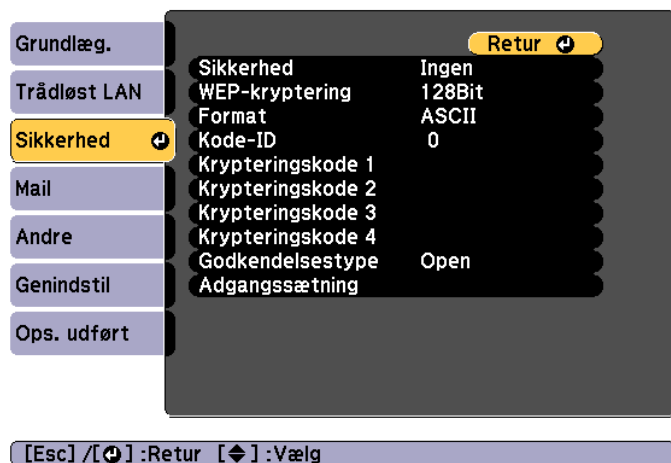 Grundlæg.
Trådløst LAN
Sikkerhed
Mail
Andre
Genindstil
Ops. udført
Retur
Sikkerhed Ingen
WEP-kryptering 128Bit
Format ASCII
Kode-ID 0
Krypteringskode 1
Krypteringskode 2
Krypteringskode 3
Krypteringskode 4
Godkendelsestype Open
Adgangssætning
[Esc] /[ ] :Retur [ ] :Vælg